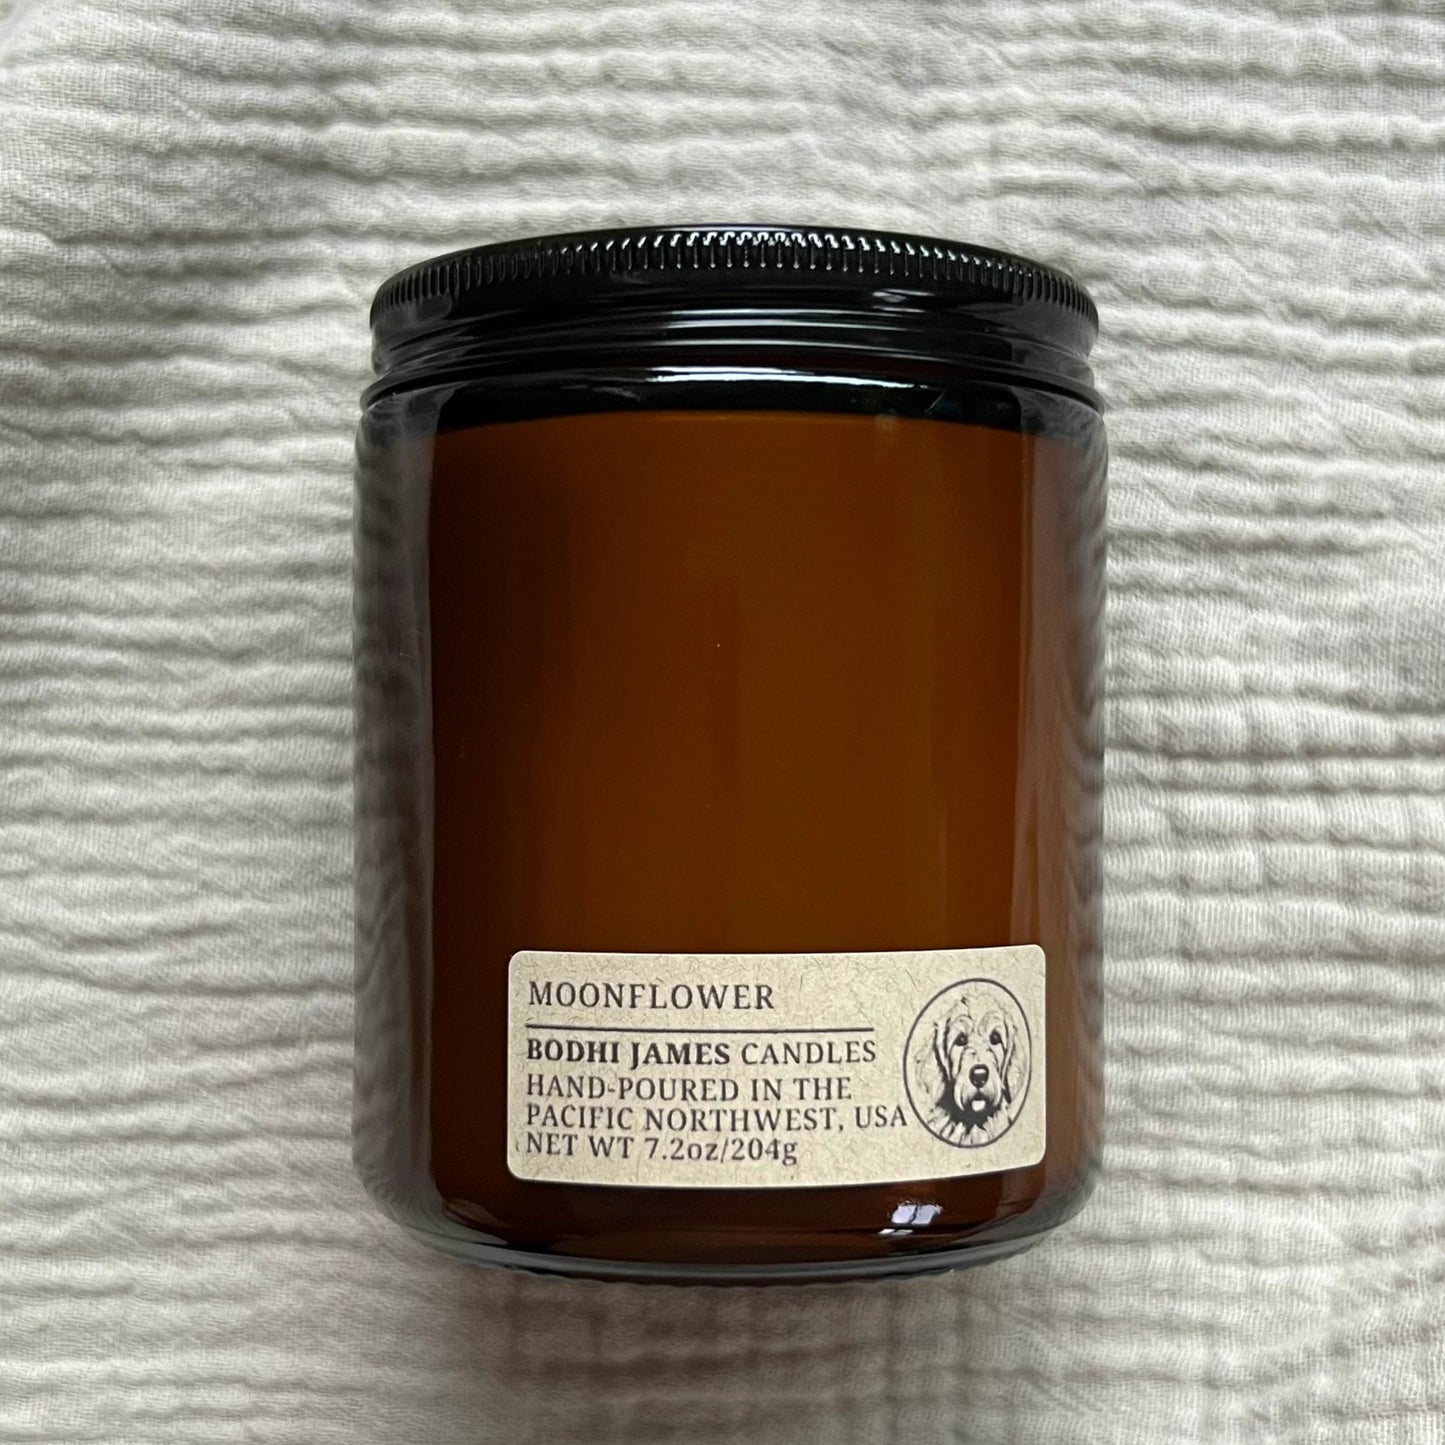 MOONFLOWER
BODHI JAMES CANDLES
HAND-POURED IN THE
PACIFIC NORTHWEST, USA
NET WT 7.2oz/204g